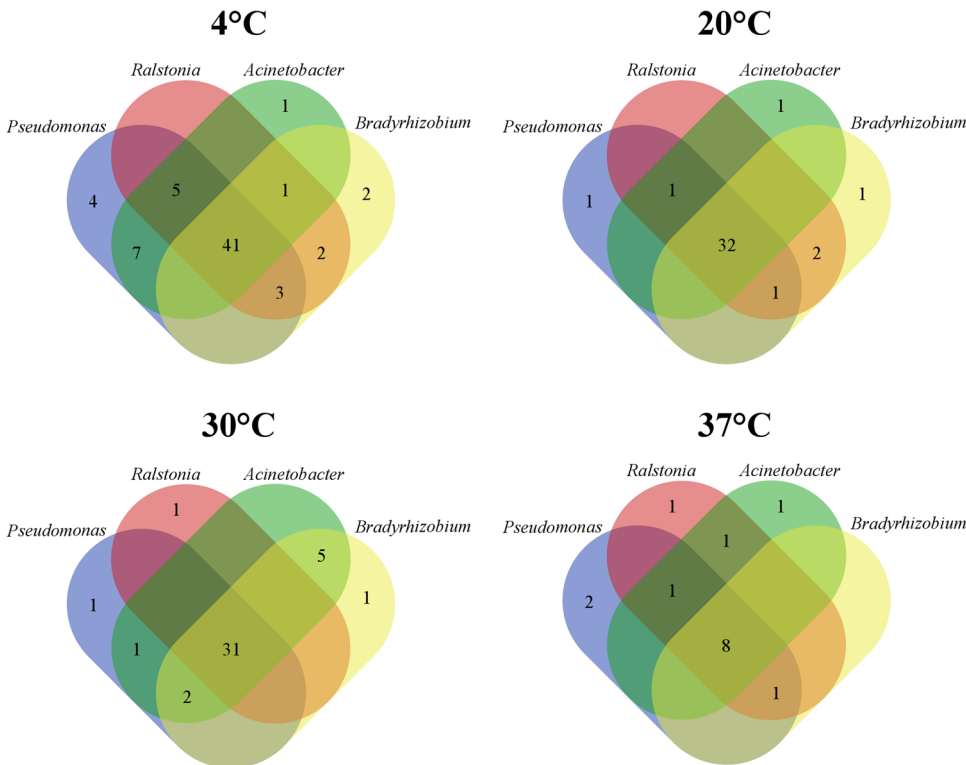 4°C
Ralstonia Acinetobacter
Pseudomonas Bradyrhizobium
1
4 5 1 2
7 41 2
3
20°C
Ralstonia Acinetobacter
Pseudomonas Bradyrhizobium
1
1 1 1
32 2
1
30°C
Ralstonia Acinetobacter
Pseudomonas Bradyrhizobium
1
5
1 1
1 31
2
37°C
Ralstonia Acinetobacter
Pseudomonas Bradyrhizobium
1 1
1
2 1
8
1